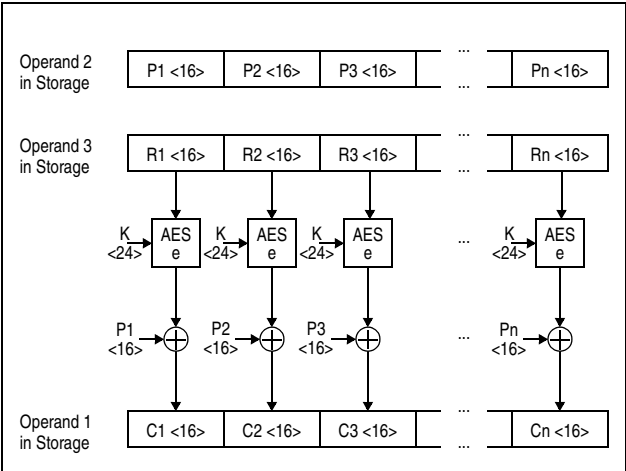 Operand 2
in Storage
P1 <16> P2 <16> P3 <16> ... ... Pn <16>
Operand 3
in Storage
R1 <16> R2 <16> R3 <16> ... ... Rn <16>
K <24> AES e K <24> AES e K <24> AES e ... K <24> AES e
P1 <16> P2 <16> P3 <16> ... Pn <16>
Operand 1
in Storage
C1 <16> C2 <16> C3 <16> ... ... Cn <16>